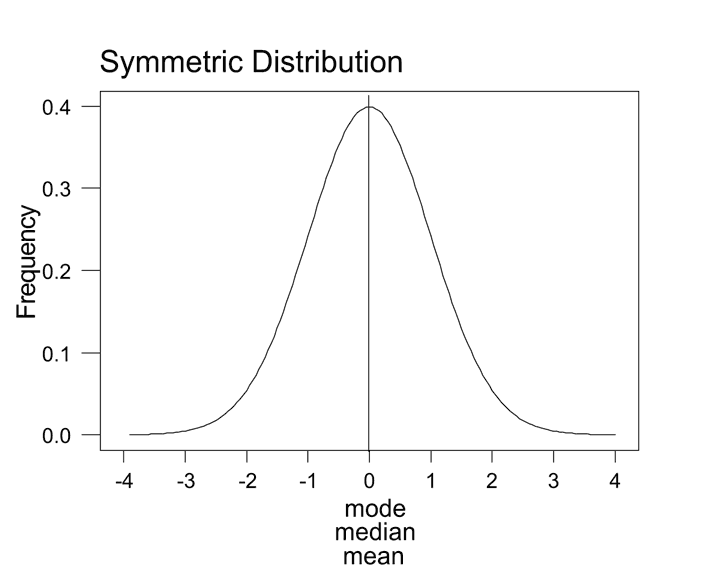 Symmetric Distribution
Frequency
0.4
0.3
0.2
0.1
0.0
-4 -3 -2 -1 0 1 2 3 4
mode
median
mean